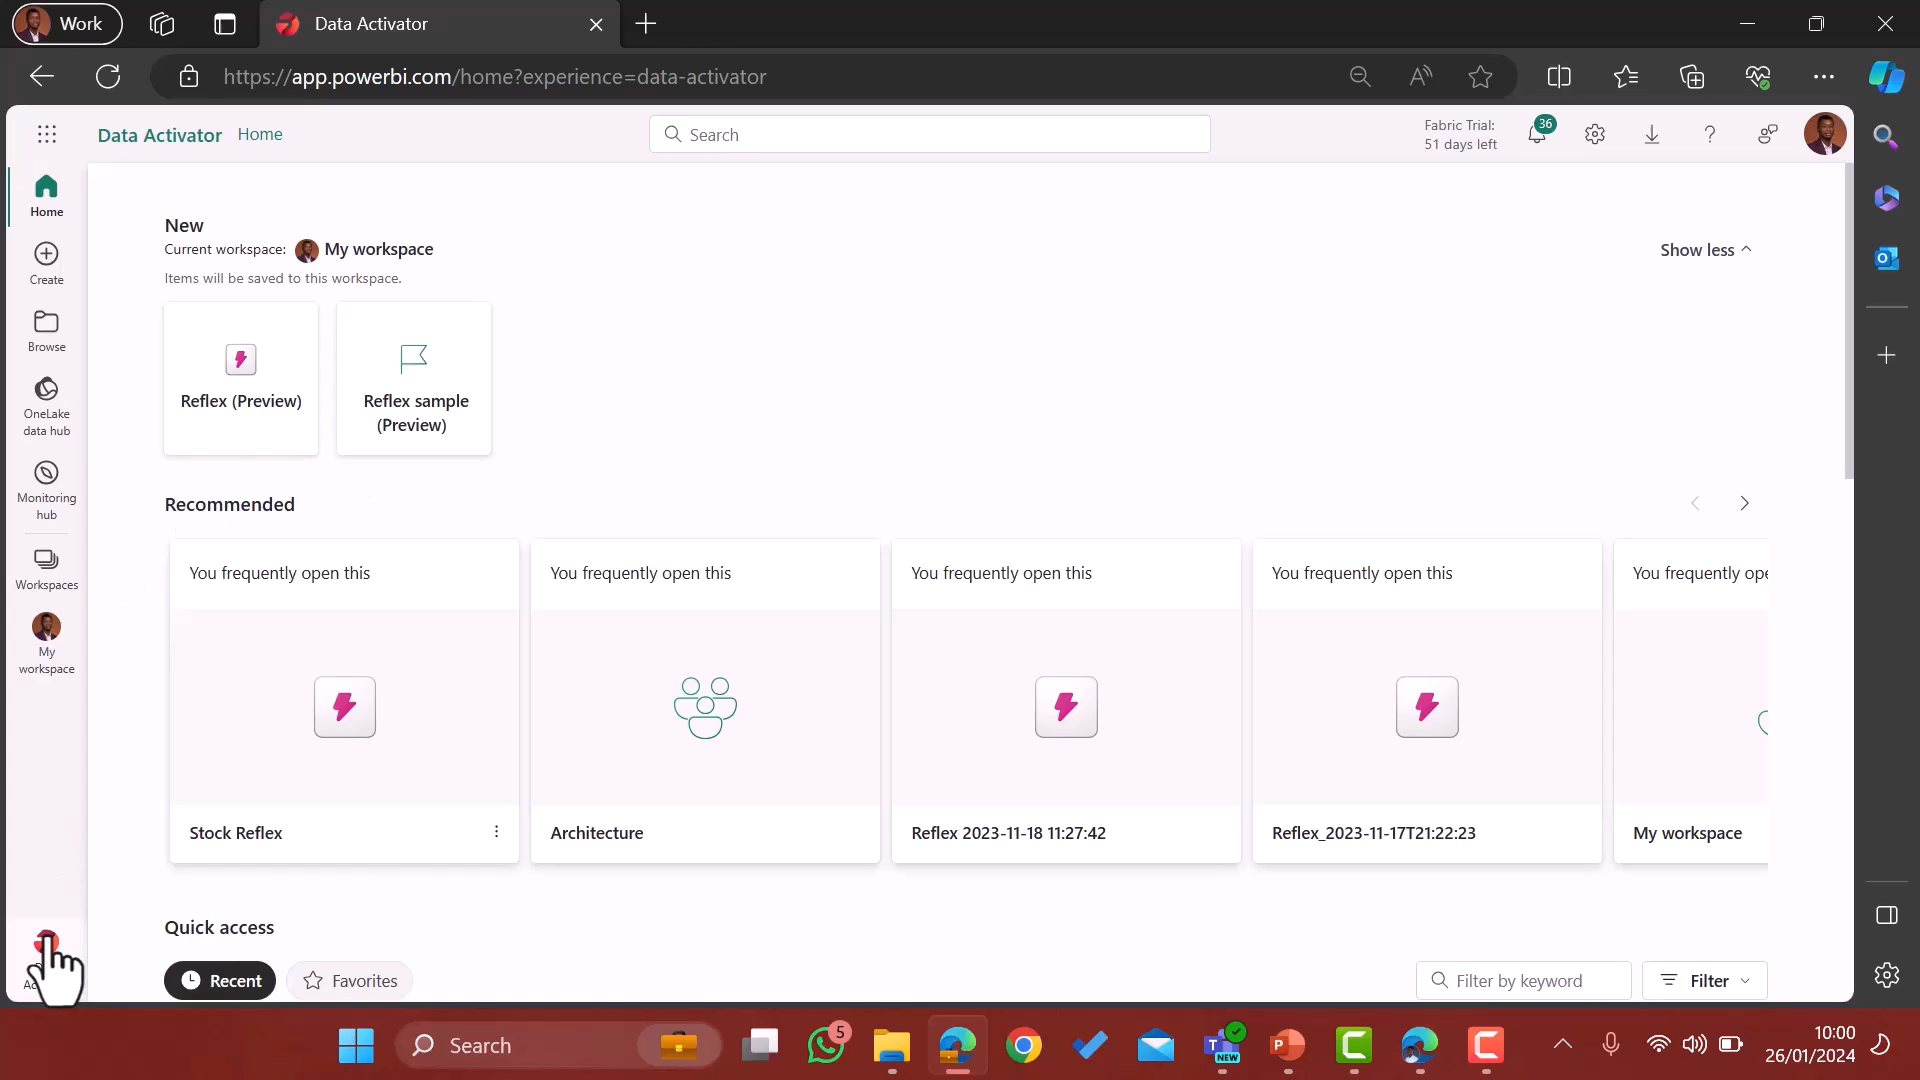 Work
Data Activator
https://app.powerbi.com/home?experience=data-activator
Data Activator Home
Search
Fabric Trial:
51 days left
36
Home
Create
Browse
OneLake
data hub
Monitoring
hub
Workspaces
My
workspace
New
Current workspace: My workspace
Items will be saved to this workspace.
Show less
Reflex (Preview)
Reflex sample
(Preview)
Recommended
You frequently open this
You frequently open this
You frequently open this
You frequently open this
You frequently ope
Stock Reflex
Architecture
Reflex 2023-11-18 11:27:42
Reflex_2023-11-17T21:22:23
My workspace
Quick access
Recent
Favorites
Filter by keyword
Filter
Search
5
NEW
10:00
26/01/2024